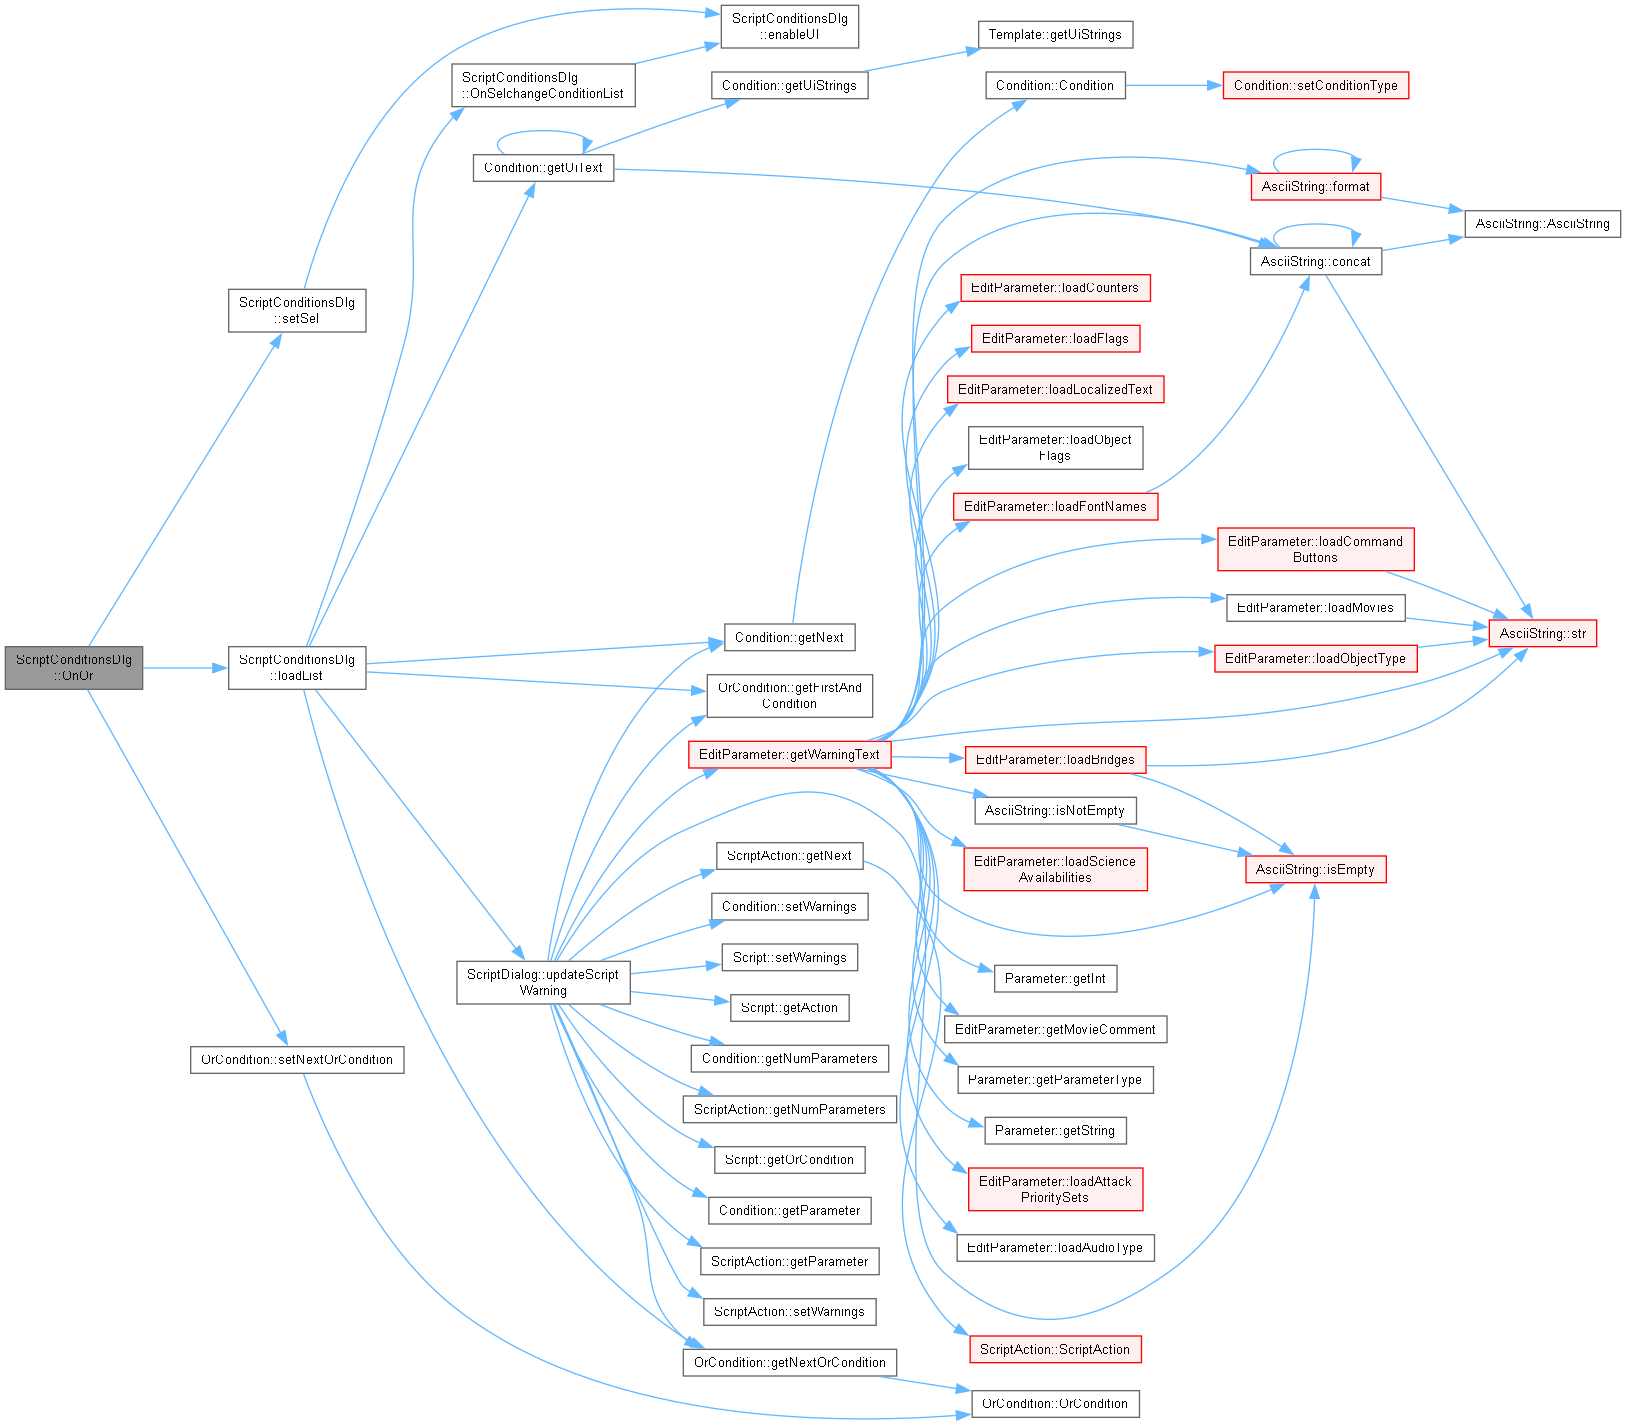 ScriptConditionsDlg
::OnOr
ScriptConditionsDlg
::setSel
ScriptConditionsDlg
::loadList
OrCondition::setNextOrCondition
ScriptConditionsDlg
::enableUI
ScriptConditionsDlg
::OnSelchangeConditionList
Condition::getUiText
ScriptDialog::updateScript
Warning
Condition::getUiStrings
Condition::getNext
OrCondition::getFirstAnd
Condition
EditParameter::getWarningText
ScriptAction::getNext
Condition::setWarnings
Script::setWarnings
Script::getAction
Condition::getNumParameters
ScriptAction::getNumParameters
Script::getOrCondition
Condition::getParameter
ScriptAction::getParameter
ScriptAction::setWarnings
OrCondition::getNextOrCondition
Template::getUiStrings
Condition::Condition
EditParameter::loadCounters
EditParameter::loadFlags
EditParameter::loadLocalizedText
EditParameter::loadObject
Flags
EditParameter::loadFontNames
EditParameter::loadBridges
AsciiString::isNotEmpty
EditParameter::loadScience
Availabilities
Parameter::getInt
EditParameter::getMovieComment
Parameter::getParameterType
Parameter::getString
EditParameter::loadAttack
PrioritySets
EditParameter::loadAudioType
ScriptAction::ScriptAction
OrCondition::OrCondition
Condition::setConditionType
AsciiString::format
AsciiString::concat
EditParameter::loadCommand
Buttons
EditParameter::loadMovies
EditParameter::loadObjectType
AsciiString::isEmpty
AsciiString::AsciiString
AsciiString::str